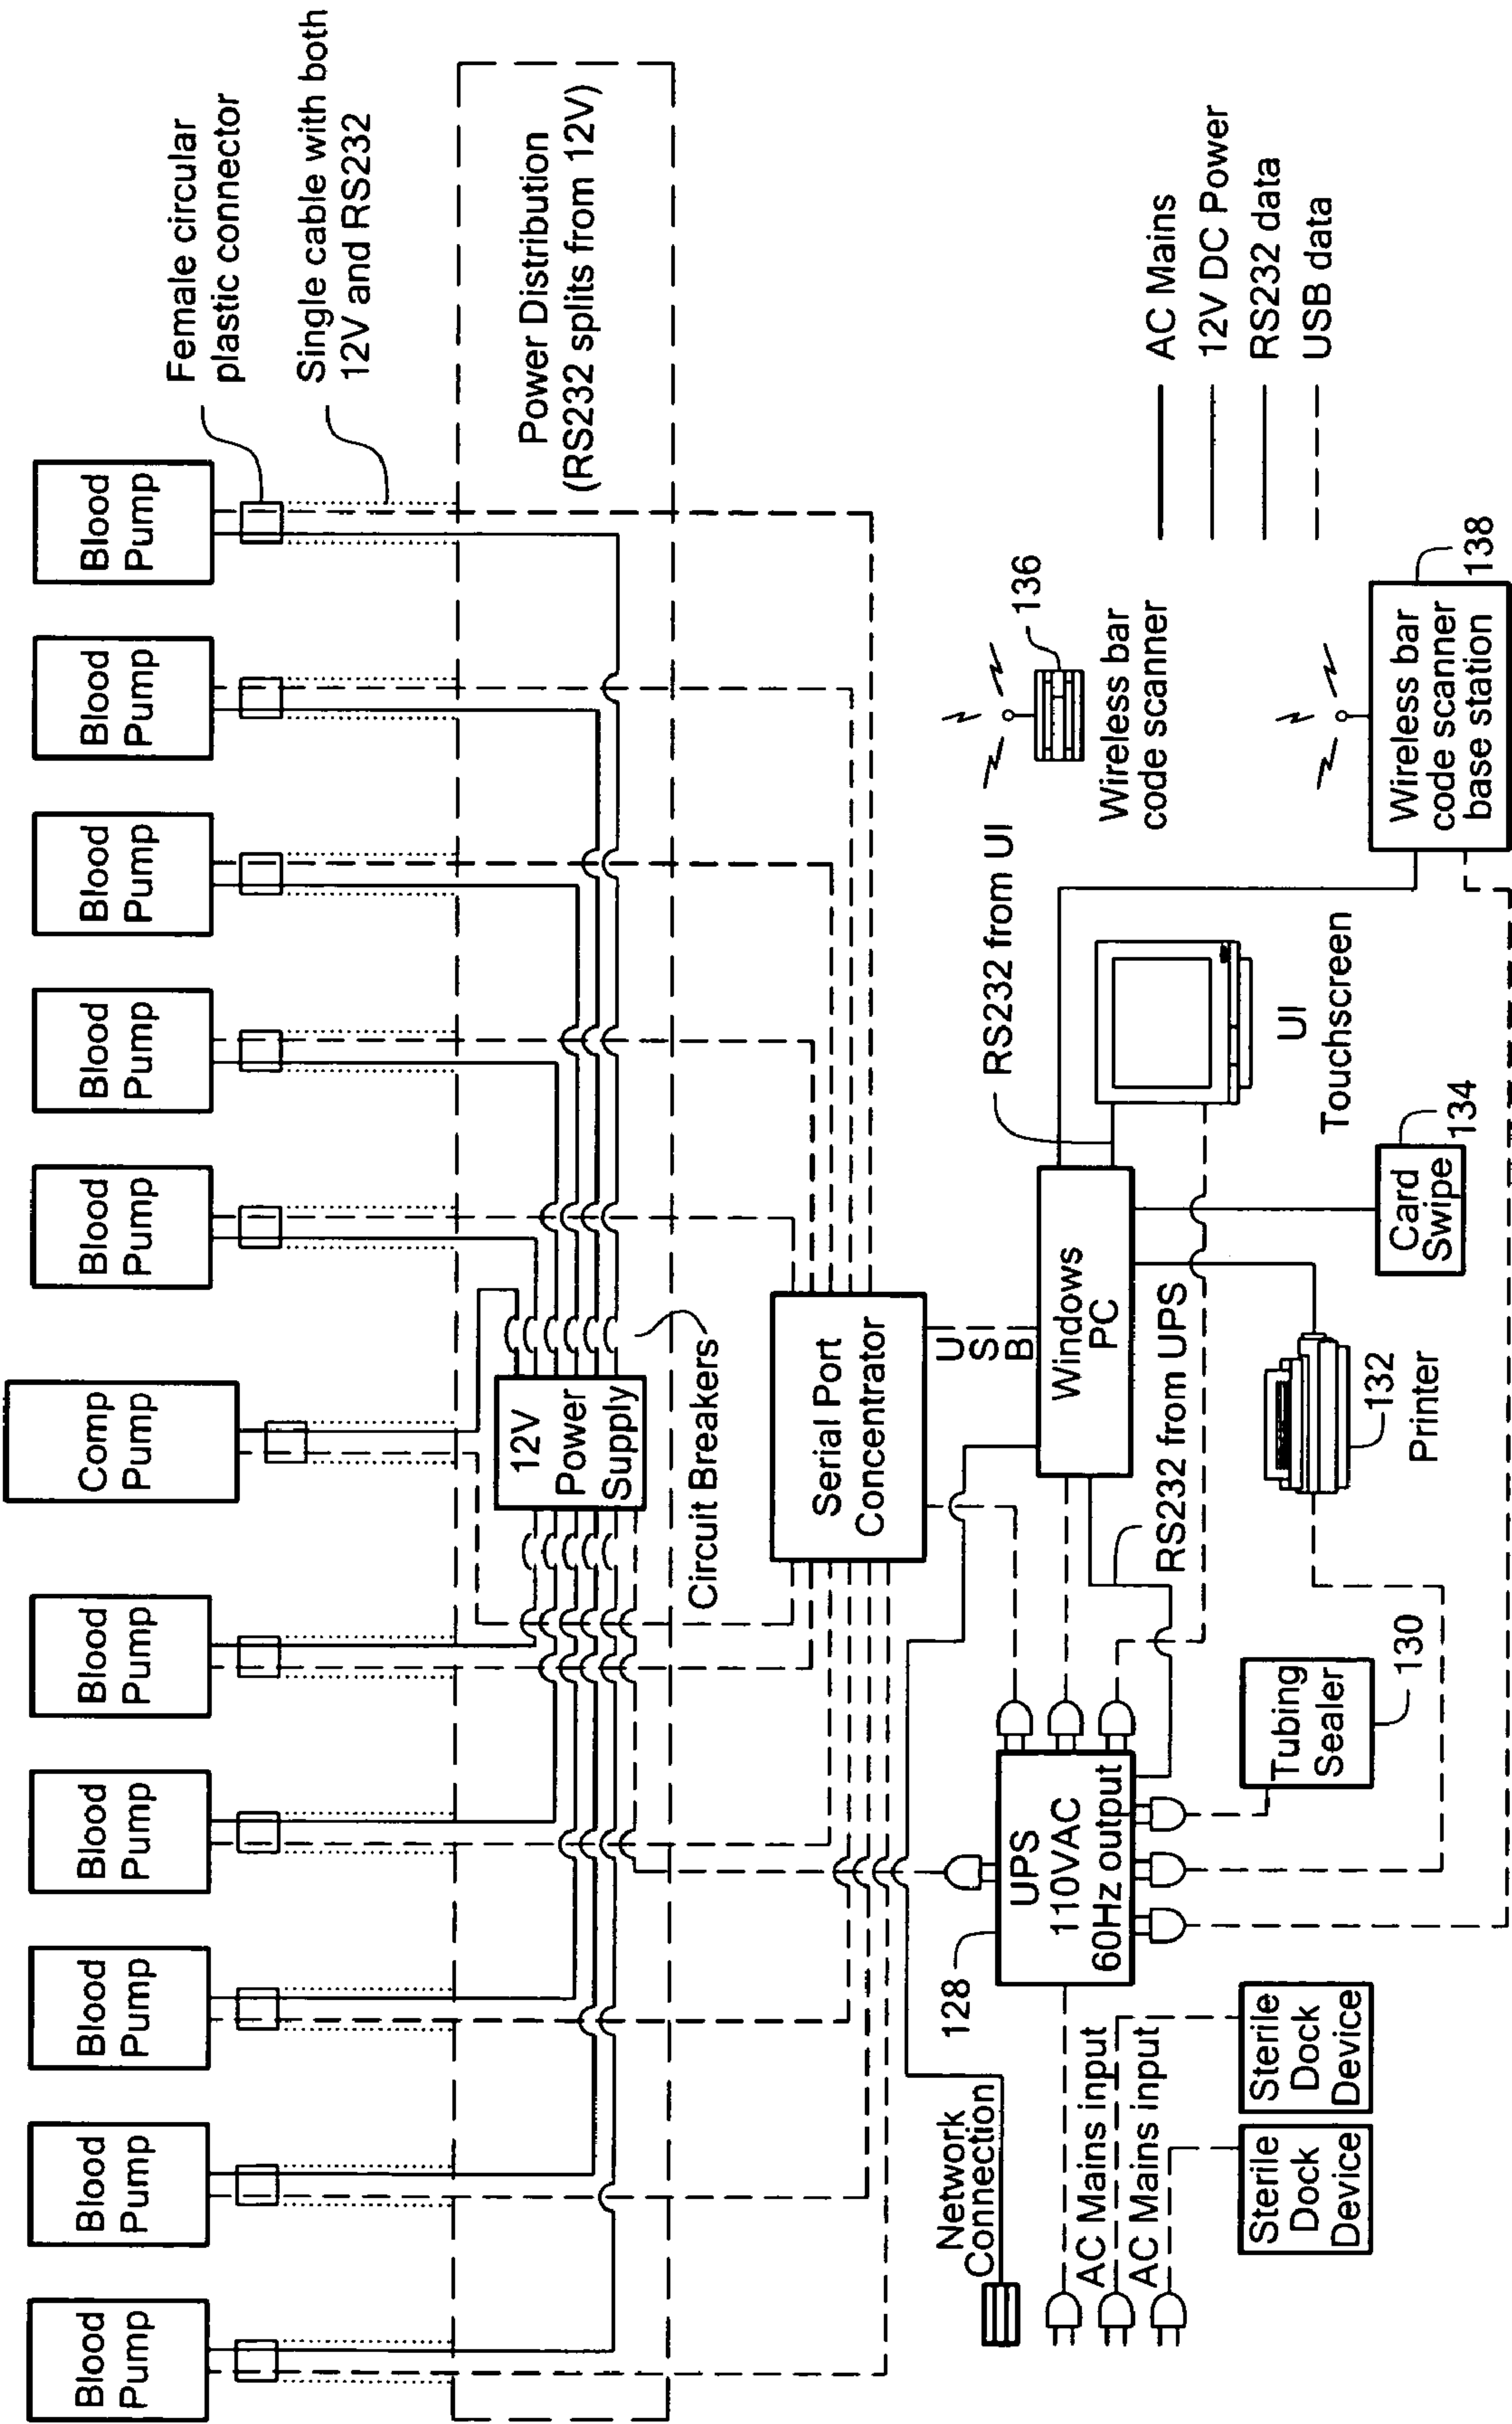 Blood
Pump
Blood
Pump
Blood
Pump
Blood
Pump
Blood
Pump
Comp
Pump
Blood
Pump
Blood
Pump
Blood
Pump
Blood
Pump
Blood
Pump
Female circular
plastic connector
Single cable with both
12V and RS232
Power Distribution
(RS232 splits from 12V)
12V
Power
Supply
Circuit Breakers
Serial Port
Concentrator
U
S
B
Network
Connection
AC Mains input
AC Mains input
128
UPS
110VAC
60Hz output
Windows
PC
RS232 from UPS
RS232 from UI
UI
Touchscreen
136
Wireless bar
code scanner
AC Mains
12V DC Power
RS232 data
USB data
Sterile
Dock
Device
Sterile
Dock
Device
Tubing
Sealer
130
132
Printer
Card
Swipe
134
Wireless bar
code scanner
base station
138